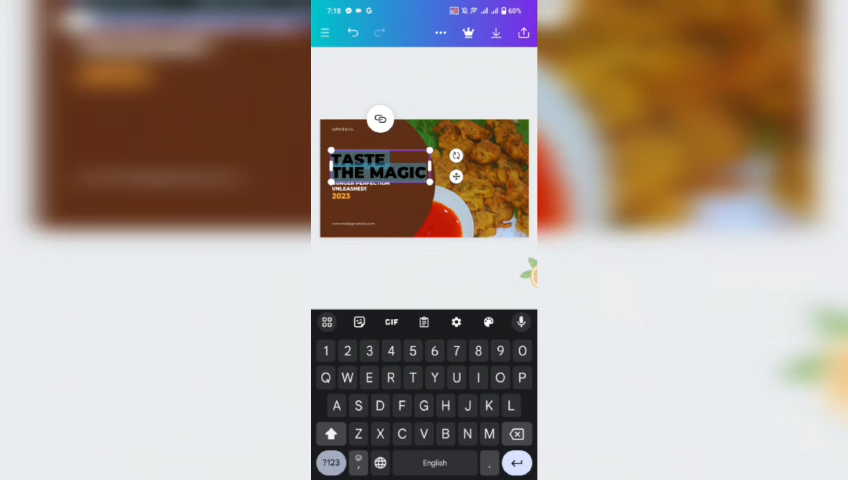 7:18
60%
TASTE
THE MAGIC
BURGER PERFECTION
UNLEASHED!
2023
GIF
1 2 3 4 5 6 7 8 9 0
Q W E R T Y U I O P
A S D F G H J K L
Z X C V B N M
?123 , English .